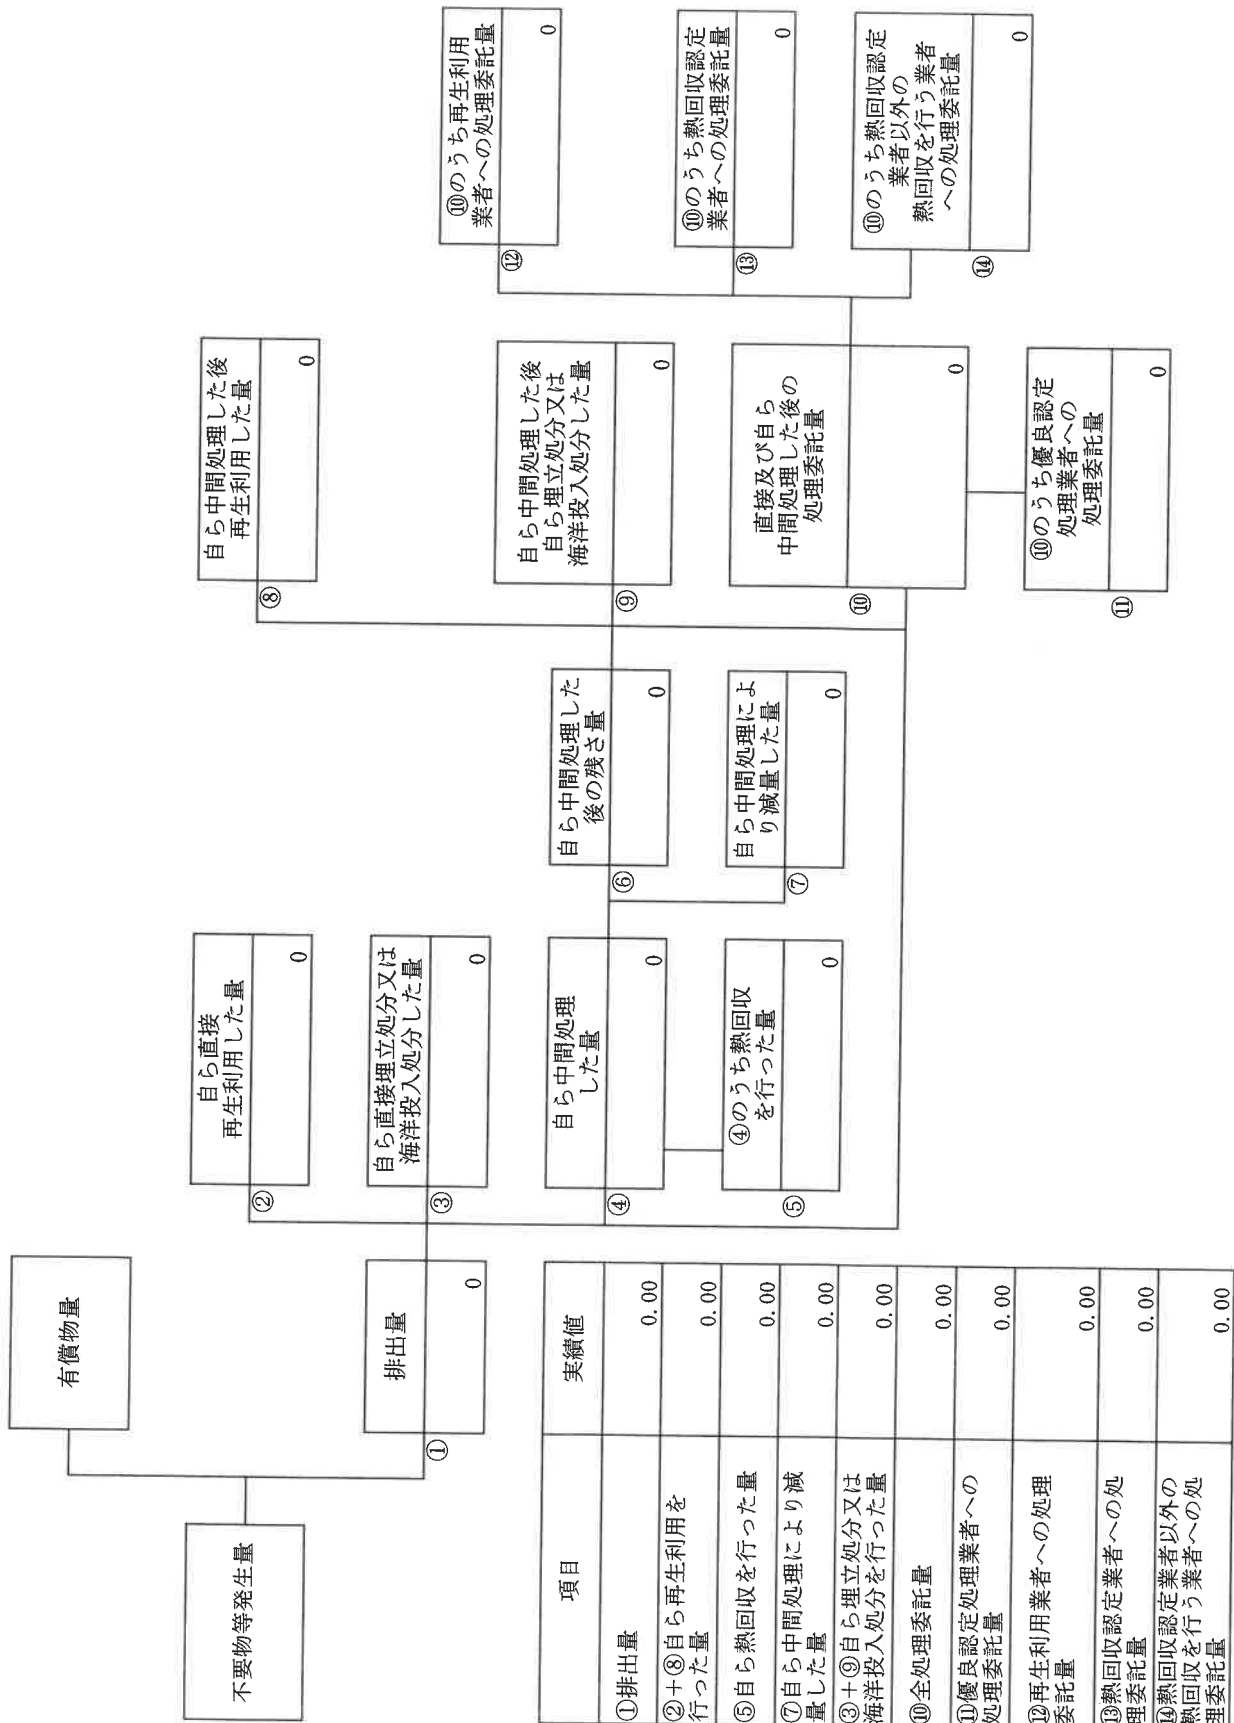 不要物等発生量
有償物量
①
排出量
0
②
自ら直接
再生利用した量
0
③
自ら直接埋立処分又は
海洋投入処分した量
0
④
自ら中間処理
した量
0
⑤
④のうち熱回収
を行った量
0
⑥
自ら中間処理した
後の残さ量
0
⑦
自ら中間処理によ
り減量した量
0
⑧
自ら中間処理した後
再生利用した量
0
⑨
自ら中間処理した後
自ら埋立処分又は
海洋投入処分した量
0
⑩
直接及び自ら
中間処理した後の
処理委託量
0
⑪
⑩のうち優良認定
処理業者への
処理委託量
0
⑫
⑩のうち再生利用
業者への処理委託量
0
⑬
⑩のうち熱回収認定
業者への処理委託量
0
⑭
⑩のうち熱回収認定
業者以外の
熱回収を行う業者
への処理委託量
0
項目
実績値
①排出量
0.00
②+⑧自ら再生利用を
行った量
0.00
⑤自ら熱回収を行った量
0.00
⑦自ら中間処理により減
量した量
0.00
③+⑨自ら埋立処分又は
海洋投入処分を行った量
0.00
⑩全処理委託量
0.00
⑪優良認定処理業者への
処理委託量
0.00
⑫再生利用業者への処理
委託量
0.00
⑬熱回収認定業者への処
理委託量
0.00
⑭熱回収認定業者以外の
熱回収を行う業者への処
理委託量
0.00